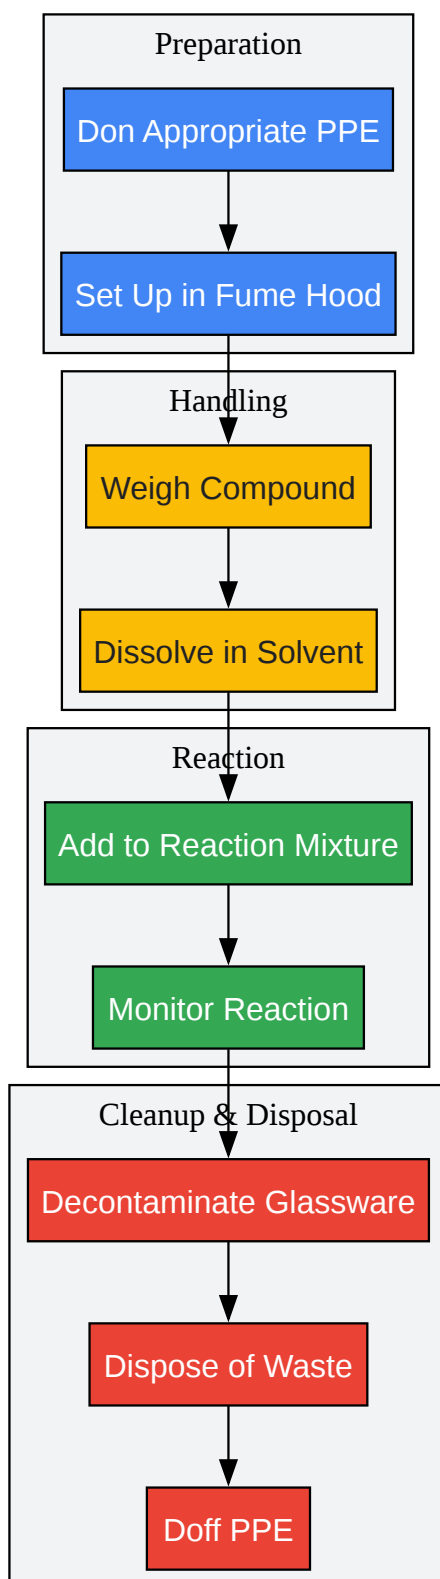 Preparation
Don Appropriate PPE
Set Up in Fume Hood
Handling
Weigh Compound
Dissolve in Solvent
Reaction
Add to Reaction Mixture
Monitor Reaction
Cleanup & Disposal
Decontaminate Glassware
Dispose of Waste
Doff PPE